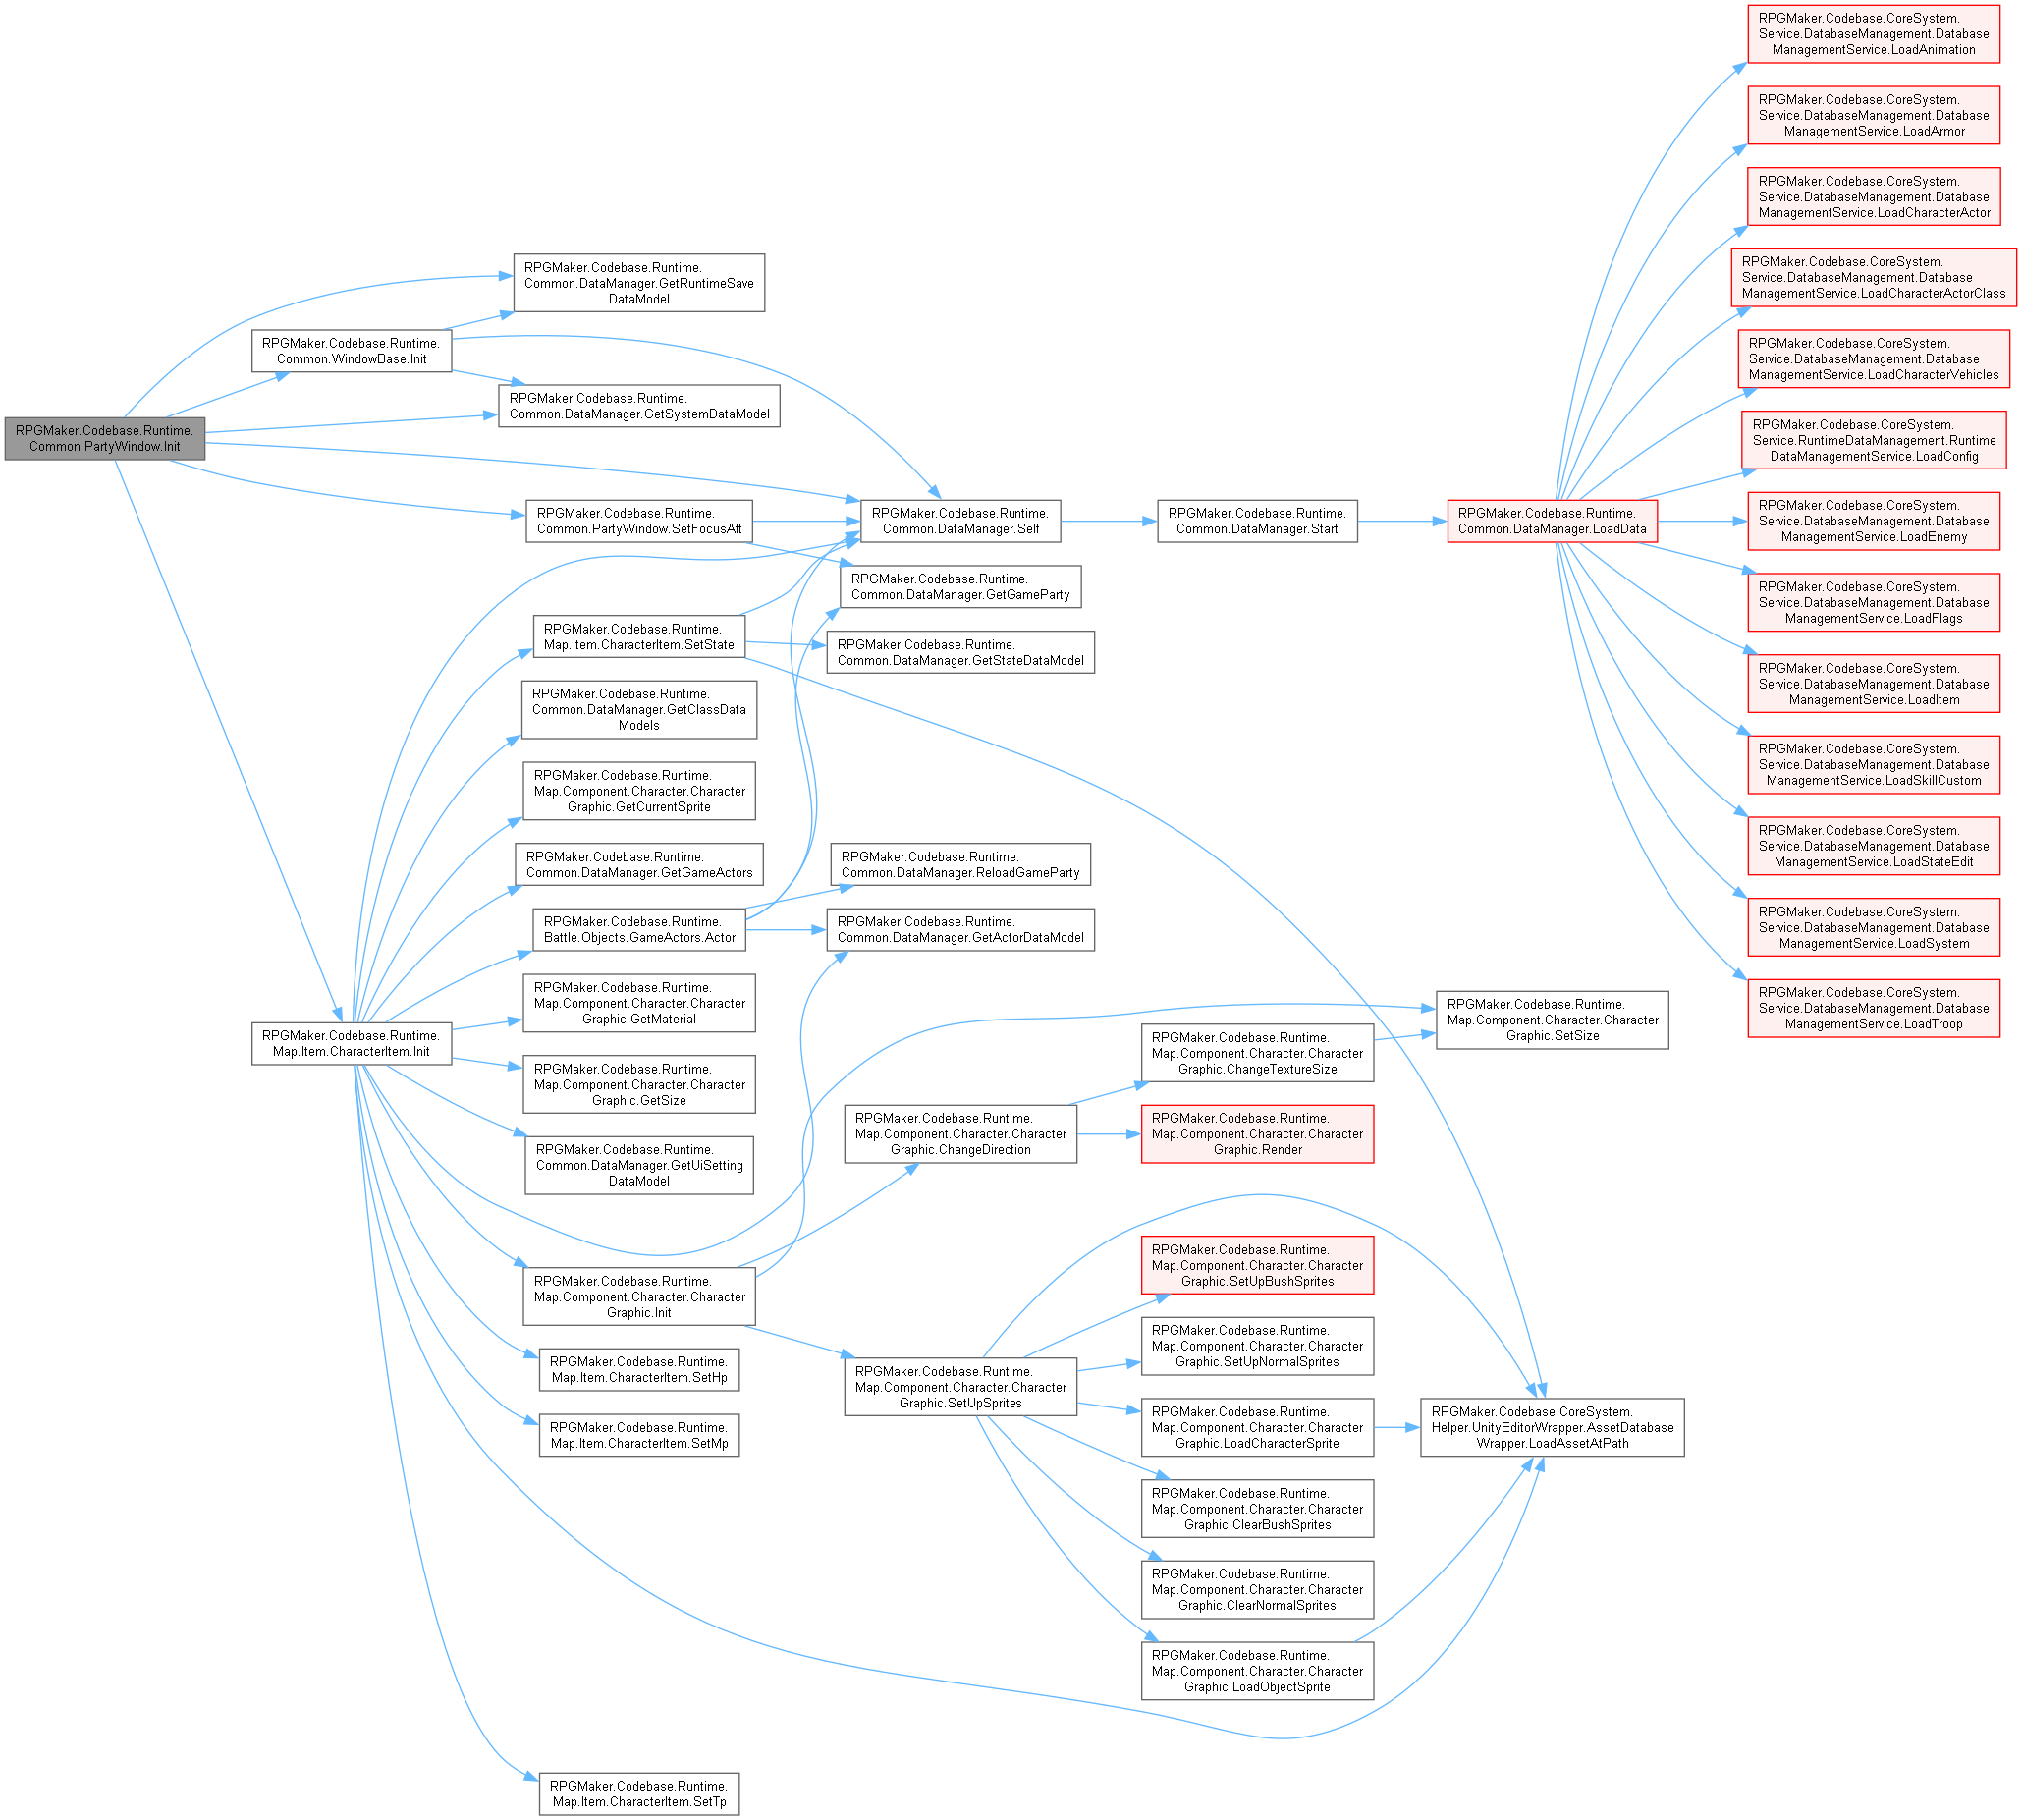 RPGMaker.Codebase.Runtime.
Common.PartyWindow.Init
RPGMaker.Codebase.Runtime.
Common.DataManager.GetRuntimeSave
DataModel
RPGMaker.Codebase.Runtime.
Common.WindowBase.Init
RPGMaker.Codebase.Runtime.
Common.DataManager.GetSystemDataModel
RPGMaker.Codebase.Runtime.
Common.PartyWindow.SetFocusAft
RPGMaker.Codebase.Runtime.
Map.Item.CharacterItem.Init
RPGMaker.Codebase.Runtime.
Map.Item.CharacterItem.SetState
RPGMaker.Codebase.Runtime.
Common.DataManager.GetClassData
Models
RPGMaker.Codebase.Runtime.
Map.Component.Character.Character
Graphic.GetCurrentSprite
RPGMaker.Codebase.Runtime.
Common.DataManager.GetGameActors
RPGMaker.Codebase.Runtime.
Battle.Objects.GameActors.Actor
RPGMaker.Codebase.Runtime.
Map.Component.Character.Character
Graphic.GetMaterial
RPGMaker.Codebase.Runtime.
Map.Component.Character.Character
Graphic.GetSize
RPGMaker.Codebase.Runtime.
Common.DataManager.GetUiSetting
DataModel
RPGMaker.Codebase.Runtime.
Map.Component.Character.Character
Graphic.Init
RPGMaker.Codebase.Runtime.
Map.Item.CharacterItem.SetHp
RPGMaker.Codebase.Runtime.
Map.Item.CharacterItem.SetMp
RPGMaker.Codebase.Runtime.
Map.Item.CharacterItem.SetTp
RPGMaker.Codebase.Runtime.
Common.DataManager.Self
RPGMaker.Codebase.Runtime.
Common.DataManager.GetGameParty
RPGMaker.Codebase.Runtime.
Common.DataManager.GetStateDataModel
RPGMaker.Codebase.Runtime.
Common.DataManager.ReloadGameParty
RPGMaker.Codebase.Runtime.
Common.DataManager.GetActorDataModel
RPGMaker.Codebase.Runtime.
Map.Component.Character.Character
Graphic.ChangeDirection
RPGMaker.Codebase.Runtime.
Map.Component.Character.Character
Graphic.SetUpSprites
RPGMaker.Codebase.Runtime.
Common.DataManager.Start
RPGMaker.Codebase.Runtime.
Map.Component.Character.Character
Graphic.ChangeTextureSize
RPGMaker.Codebase.Runtime.
Map.Component.Character.Character
Graphic.Render
RPGMaker.Codebase.Runtime.
Map.Component.Character.Character
Graphic.SetUpBushSprites
RPGMaker.Codebase.Runtime.
Map.Component.Character.Character
Graphic.SetUpNormalSprites
RPGMaker.Codebase.Runtime.
Map.Component.Character.Character
Graphic.LoadCharacterSprite
RPGMaker.Codebase.Runtime.
Map.Component.Character.Character
Graphic.ClearBushSprites
RPGMaker.Codebase.Runtime.
Map.Component.Character.Character
Graphic.ClearNormalSprites
RPGMaker.Codebase.Runtime.
Map.Component.Character.Character
Graphic.LoadObjectSprite
RPGMaker.Codebase.Runtime.
Common.DataManager.LoadData
RPGMaker.Codebase.Runtime.
Map.Component.Character.Character
Graphic.SetSize
RPGMaker.Codebase.CoreSystem.
Helper.UnityEditorWrapper.AssetDatabase
Wrapper.LoadAssetAtPath
RPGMaker.Codebase.CoreSystem.
Service.DatabaseManagement.Database
ManagementService.LoadAnimation
RPGMaker.Codebase.CoreSystem.
Service.DatabaseManagement.Database
ManagementService.LoadArmor
RPGMaker.Codebase.CoreSystem.
Service.DatabaseManagement.Database
ManagementService.LoadCharacterActor
RPGMaker.Codebase.CoreSystem.
Service.DatabaseManagement.Database
ManagementService.LoadCharacterActorClass
RPGMaker.Codebase.CoreSystem.
Service.DatabaseManagement.Database
ManagementService.LoadCharacterVehicles
RPGMaker.Codebase.CoreSystem.
Service.RuntimeDataManagement.Runtime
DataManagementService.LoadConfig
RPGMaker.Codebase.CoreSystem.
Service.DatabaseManagement.Database
ManagementService.LoadEnemy
RPGMaker.Codebase.CoreSystem.
Service.DatabaseManagement.Database
ManagementService.LoadFlags
RPGMaker.Codebase.CoreSystem.
Service.DatabaseManagement.Database
ManagementService.LoadItem
RPGMaker.Codebase.CoreSystem.
Service.DatabaseManagement.Database
ManagementService.LoadSkillCustom
RPGMaker.Codebase.CoreSystem.
Service.DatabaseManagement.Database
ManagementService.LoadStateEdit
RPGMaker.Codebase.CoreSystem.
Service.DatabaseManagement.Database
ManagementService.LoadSystem
RPGMaker.Codebase.CoreSystem.
Service.DatabaseManagement.Database
ManagementService.LoadTroop